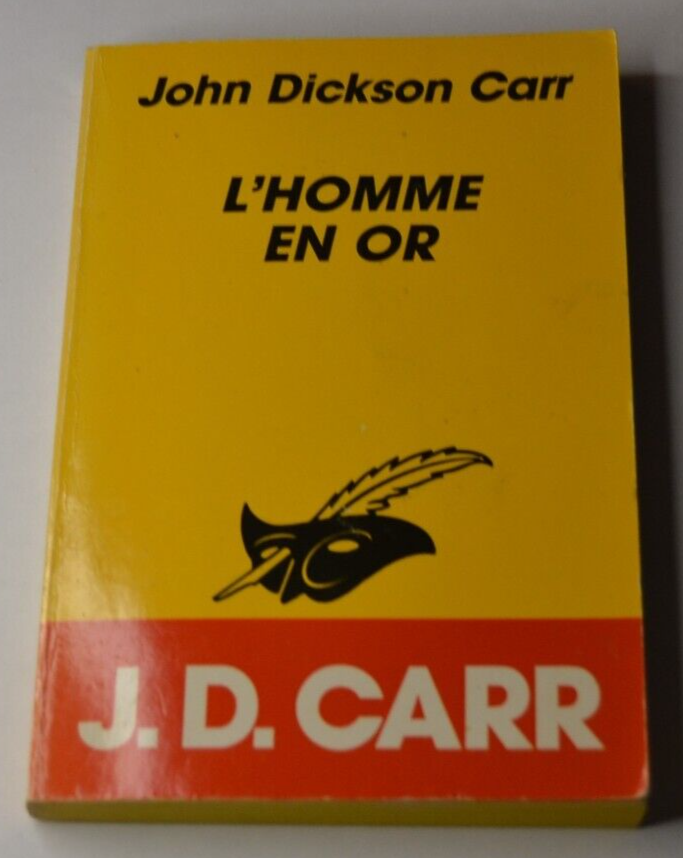 John Dickson Carr
L'HOMME
EN OR
J. D. CARR